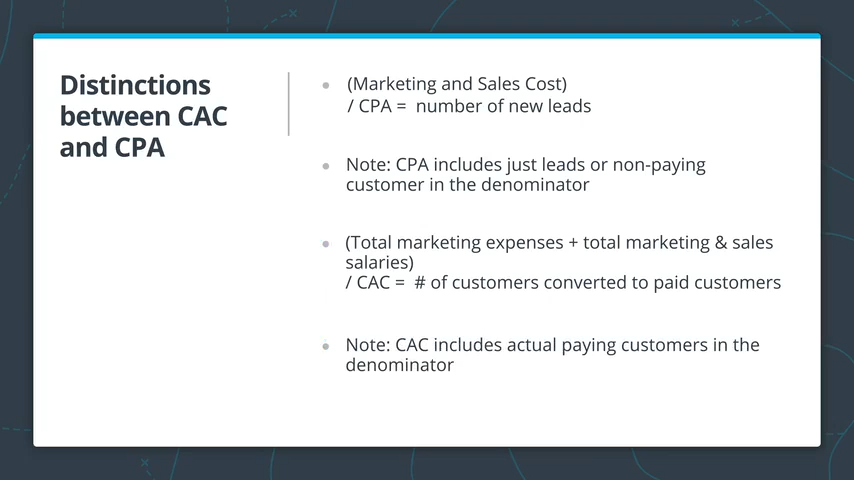 Distinctions
between CAC
and CPA
(Marketing and Sales Cost)
/ CPA = number of new leads
Note: CPA includes just leads or non-paying
customer in the denominator
(Total marketing expenses + total marketing & sales
salaries)
/ CAC = # of customers converted to paid customers
Note: CAC includes actual paying customers in the
denominator